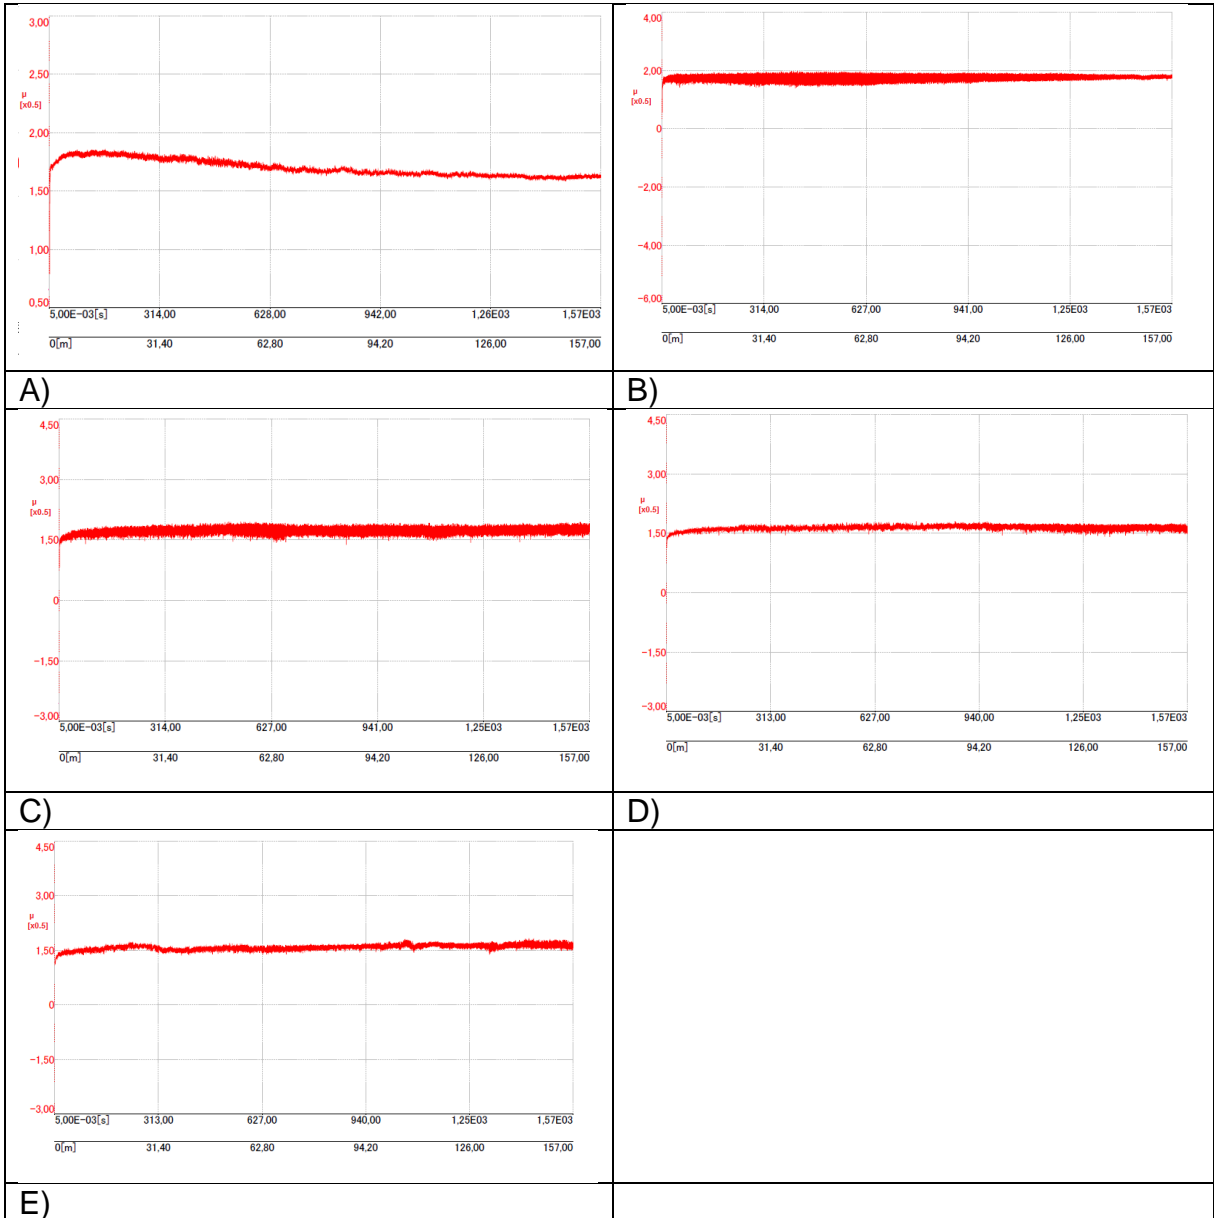 3,00
2,50
μ
[x0.5]
2,00
1,50
1,00
0,50
5,00E-03[s] 314,00 628,00 942,00 1,26E03 1,57E03
0[m] 31,40 62,80 94,20 126,00 157,00
A)
4,00
2,00
μ
[x0.5]
0
-2,00
-4,00
-6,00
5,00E-03[s] 314,00 627,00 941,00 1,25E03 1,57E03
0[m] 31,40 62,80 94,20 126,00 157,00
B)
4,50
3,00
μ
[x0.5]
1,50
0
-1,50
-3,00
5,00E-03[s] 314,00 627,00 941,00 1,25E03 1,57E03
0[m] 31,40 62,80 94,20 126,00 157,00
C)
4,50
3,00
μ
[x0.5]
1,50
0
-1,50
-3,00
5,00E-03[s] 313,00 627,00 940,00 1,25E03 1,57E03
0[m] 31,40 62,80 94,20 126,00 157,00
D)
4,50
3,00
μ
[x0.5]
1,50
0
-1,50
-3,00
5,00E-03[s] 313,00 627,00 940,00 1,25E03 1,57E03
0[m] 31,40 62,80 94,20 126,00 157,00
E)